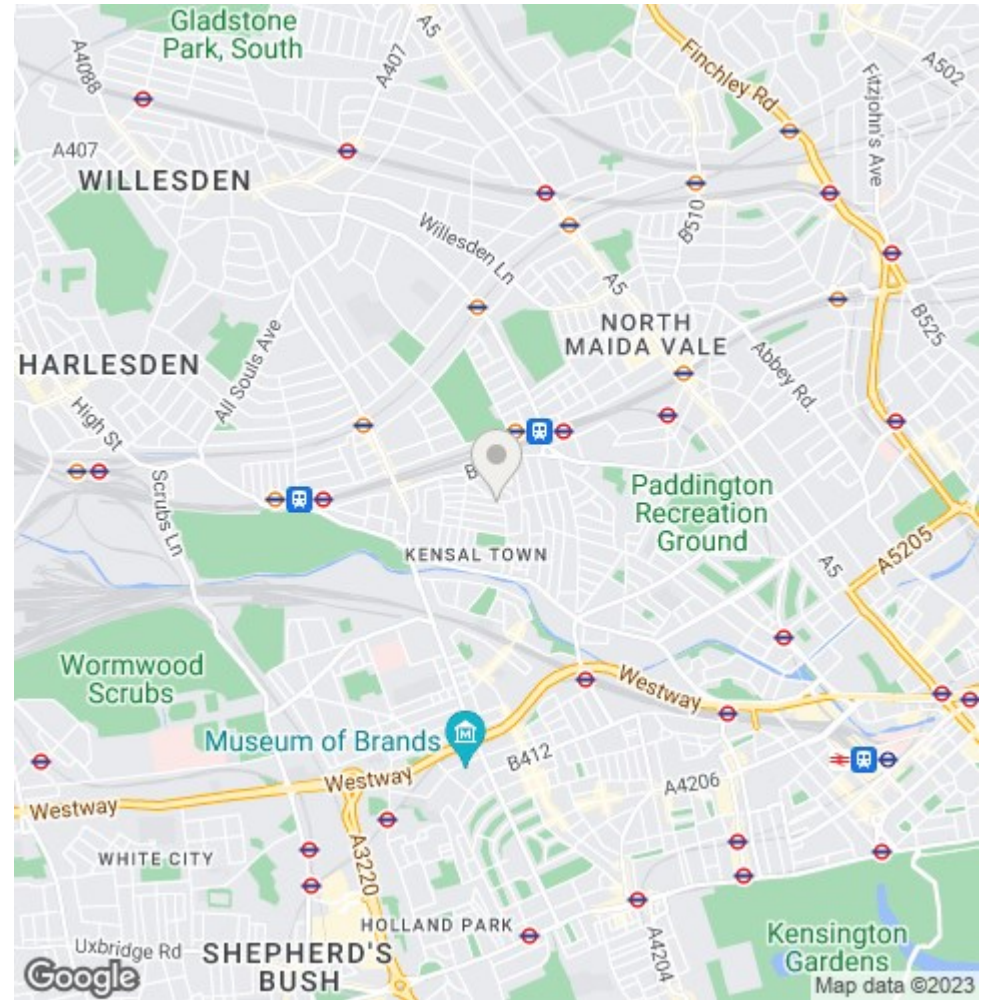 Gladstone
Park, South
A5
A407
A4088
Finchley Rd
A502
Fitzjohn's Ave
A407
WILLESDEN
B510
Willesden Ln
A5
NORTH
MAIDA VALE
B525
All Souls Ave
Abbey Rd.
HARLESDEN
High St
B
Scrubs Ln
Paddington
Recreation
Ground
KENSAL TOWN
A5
A5205
Wormwood
Scrubs
Westway
Museum of Brands
M
B412
Westway
A4206
Westway
WHITE CITY
A3220
HOLLAND PARK
A4204
Uxbridge Rd
SHEPHERD'S
BUSH
Kensington
Gardens
Google
Map data ©2023